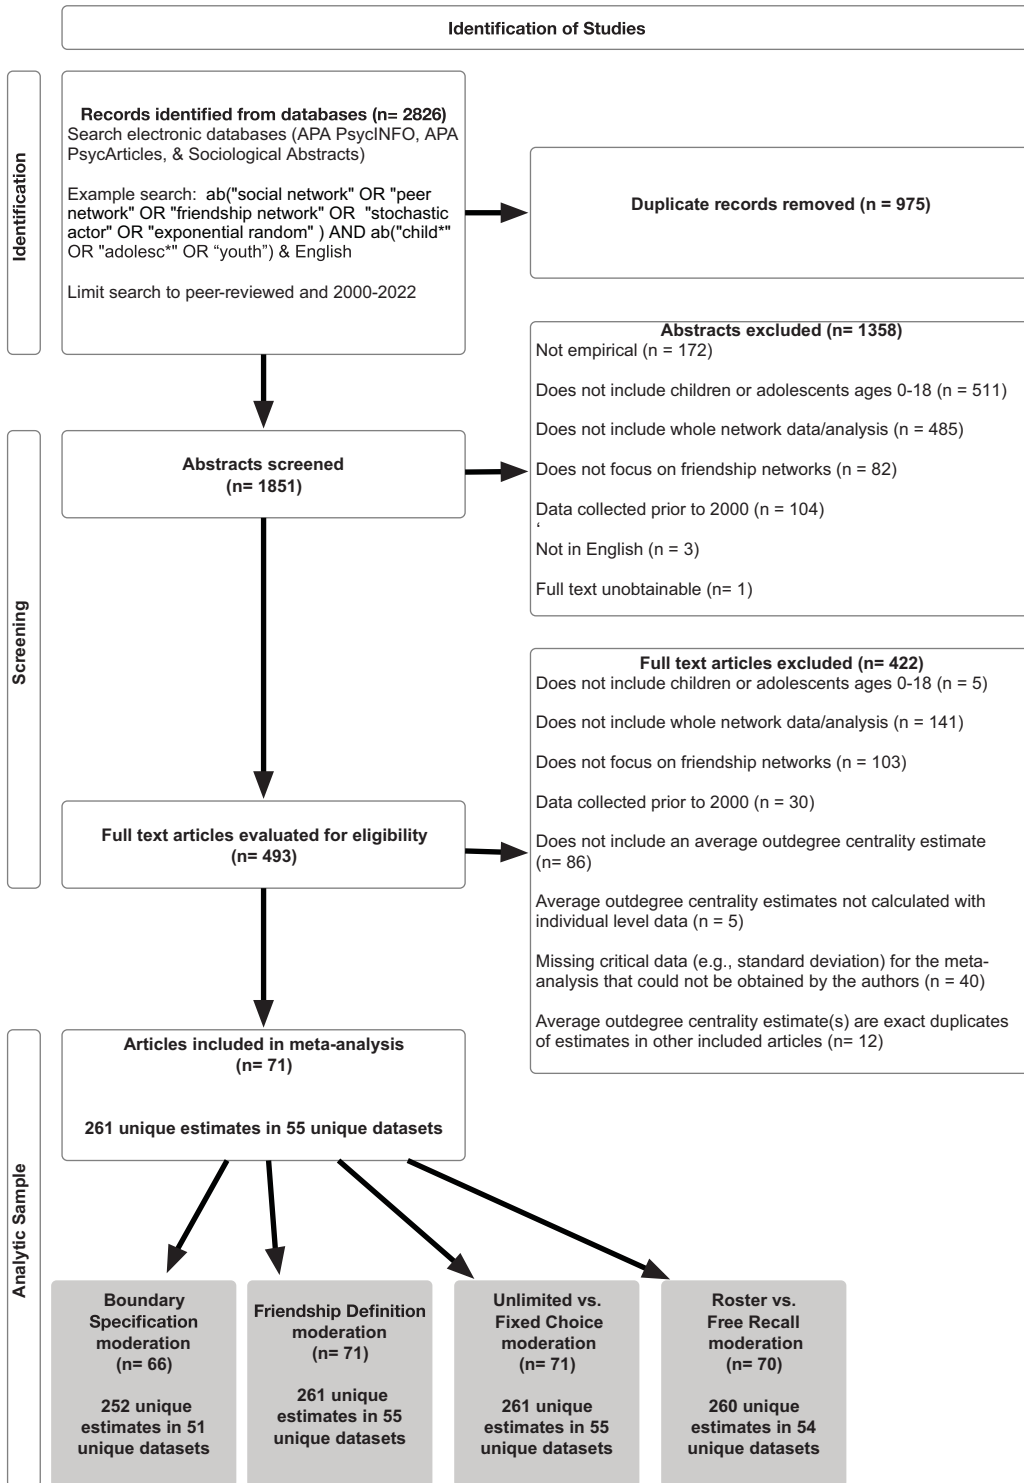 Identification of Studies
Identification
Records identified from databases (n= 2826)
Search electronic databases (APA PsycINFO, APA
PsycArticles, & Sociological Abstracts)
Example search:  ab("social network" OR "peer
network" OR "friendship network" OR  "stochastic
actor" OR "exponential random" ) AND ab("child*"
OR "adolesc*" OR “youth”) & English
Limit search to peer-reviewed and 2000-2022
Duplicate records removed (n = 975)
Screening
Abstracts screened
(n= 1851)
Abstracts excluded (n= 1358)
Not empirical (n = 172)
Does not include children or adolescents ages 0-18 (n = 511)
Does not include whole network data/analysis (n = 485)
Does not focus on friendship networks (n = 82)
Data collected prior to 2000 (n = 104)
‘
Not in English (n = 3)
Full text unobtainable (n= 1)
Full text articles evaluated for eligibility
(n= 493)
Full text articles excluded (n= 422)
Does not include children or adolescents ages 0-18 (n = 5)
Does not include whole network data/analysis (n = 141)
Does not focus on friendship networks (n = 103)
Data collected prior to 2000 (n = 30)
Does not include an average outdegree centrality estimate
(n= 86)
Average outdegree centrality estimates not calculated with
individual level data (n = 5)
Missing critical data (e.g., standard deviation) for the meta-
analysis that could not be obtained by the authors (n = 40)
Average outdegree centrality estimate(s) are exact duplicates
of estimates in other included articles (n= 12)
Analytic Sample
Articles included in meta-analysis
(n= 71)
261 unique estimates in 55 unique datasets
Boundary
Specification
moderation
(n= 66)
252 unique
estimates in 51
unique datasets
Friendship Definition
moderation
(n= 71)
261 unique
estimates in 55
unique datasets
Unlimited vs.
Fixed Choice
moderation
(n= 71)
261 unique
estimates in 55
unique datasets
Roster vs.
Free Recall
moderation
(n= 70)
260 unique
estimates in 54
unique datasets